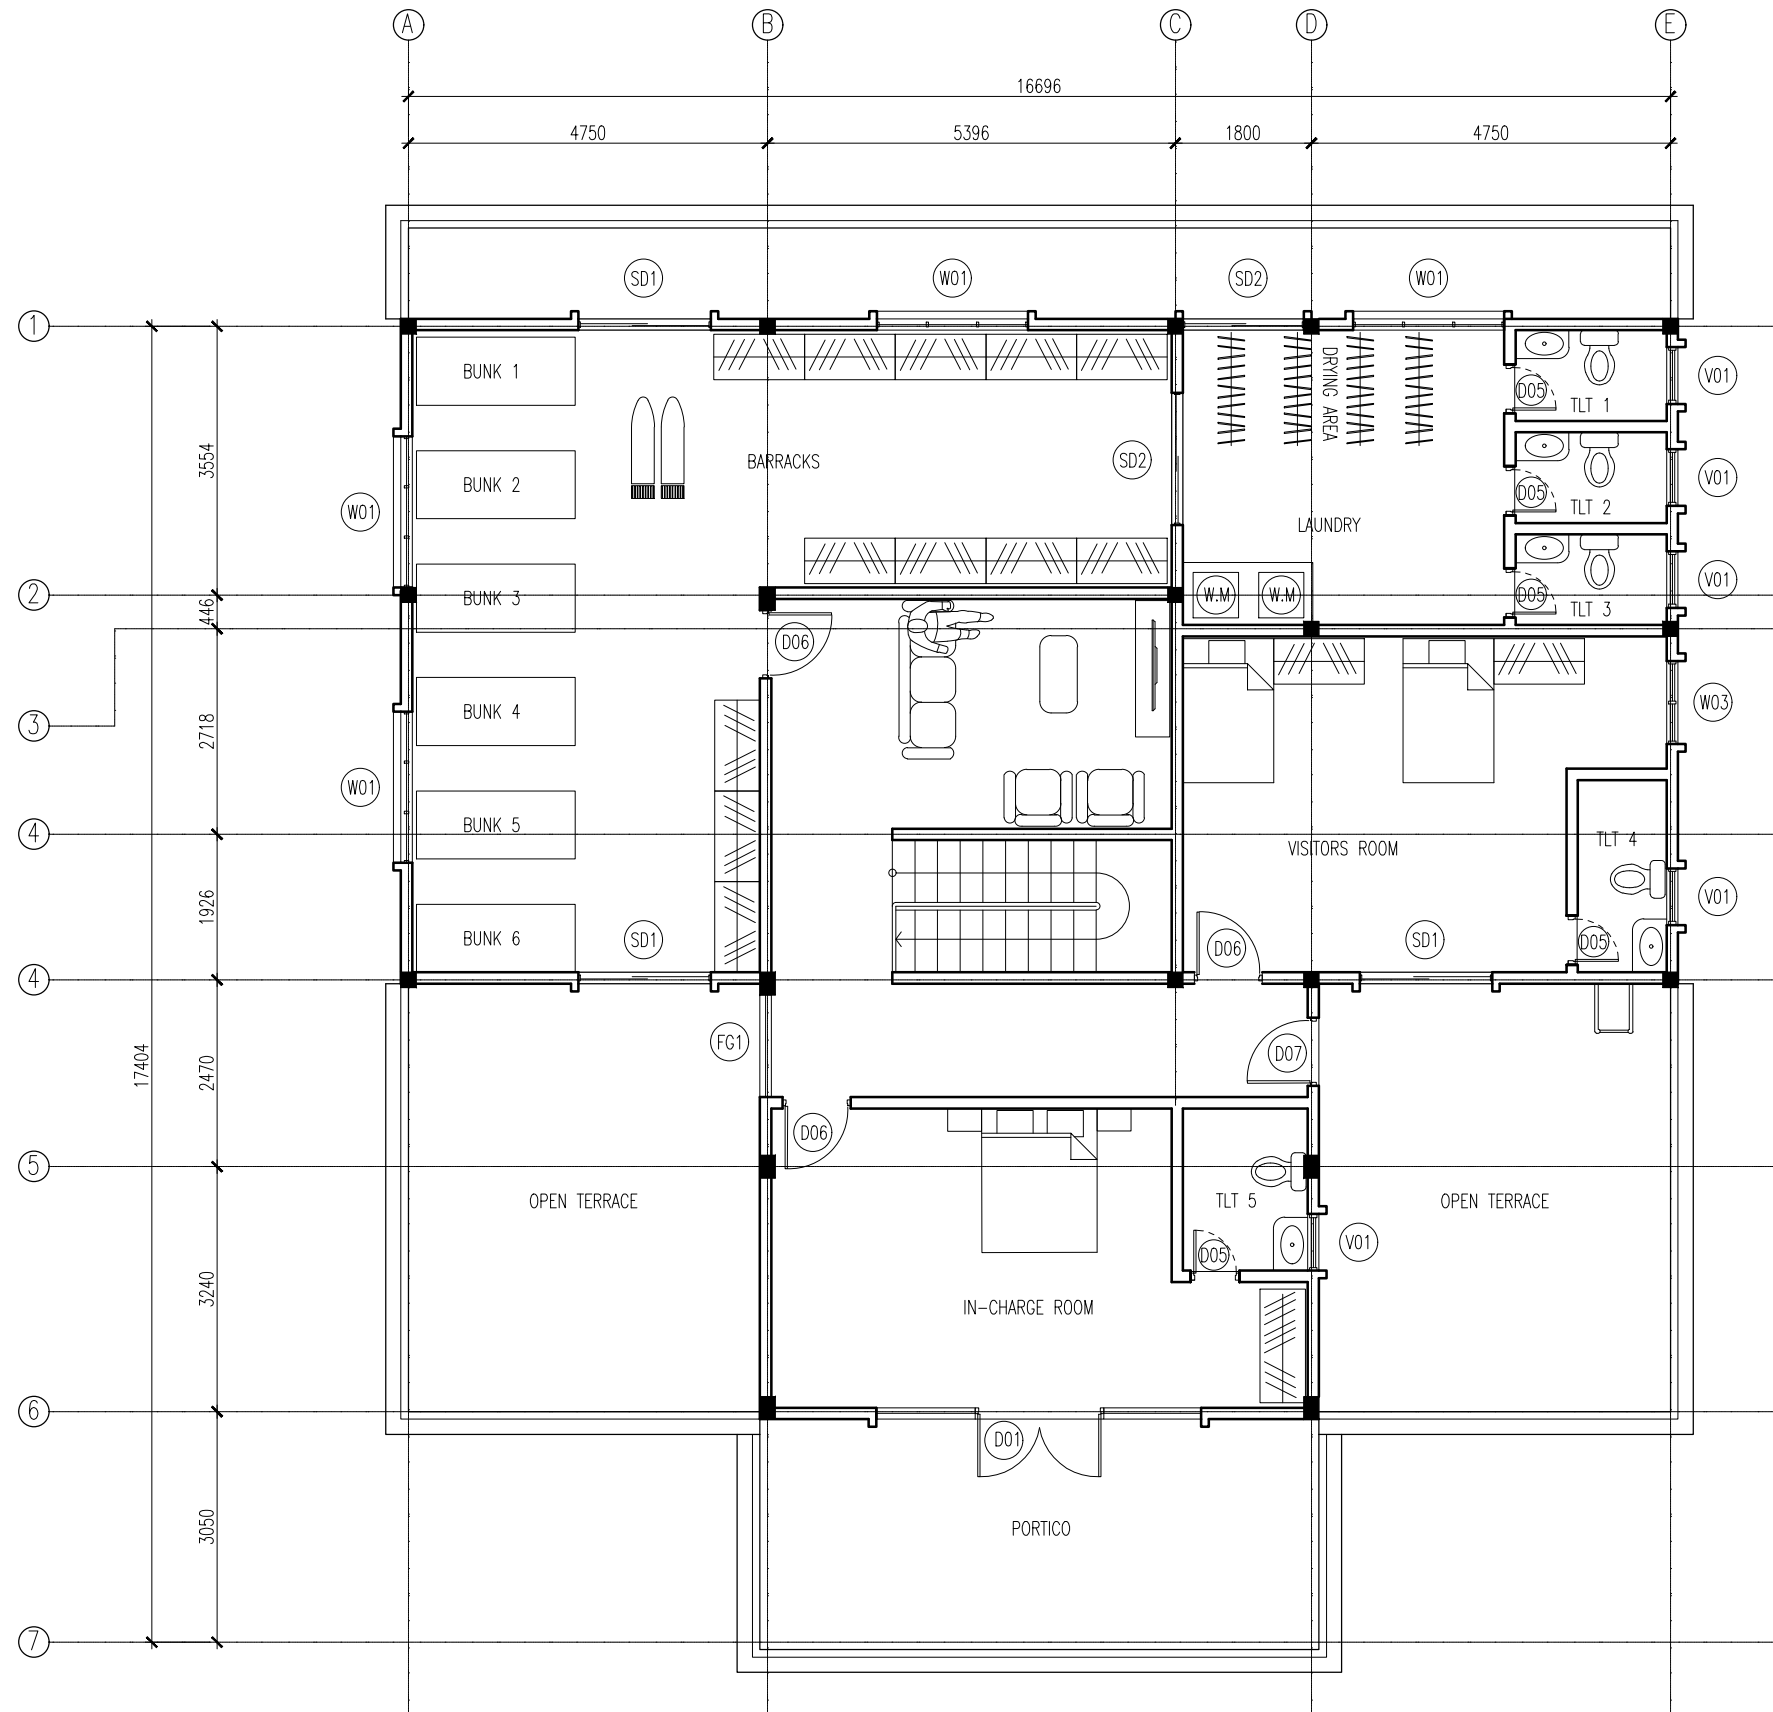 A B C D E
16696
4750 5396 1800 4750
SD1 W01 SD2 W01
1
BUNK 1
DRYING AREA
D05
TLT 1
V01
3554
BARRACKS
SD2
BUNK 2
W01
D05
TLT 2
V01
LAUNDRY
2
446
BUNK 3
W.M W.M
D05
TLT 3
V01
D06
3
2718
BUNK 4
W03
W01
BUNK 5
4
VISITORS ROOM
TLT 4
1926
V01
BUNK 6
SD1
D06
SD1
D05
4
17404
2470
FG1
D07
D06
5
OPEN TERRACE
TLT 5
OPEN TERRACE
V01
D05
3240
IN-CHARGE ROOM
6
D01
3050
PORTICO
7